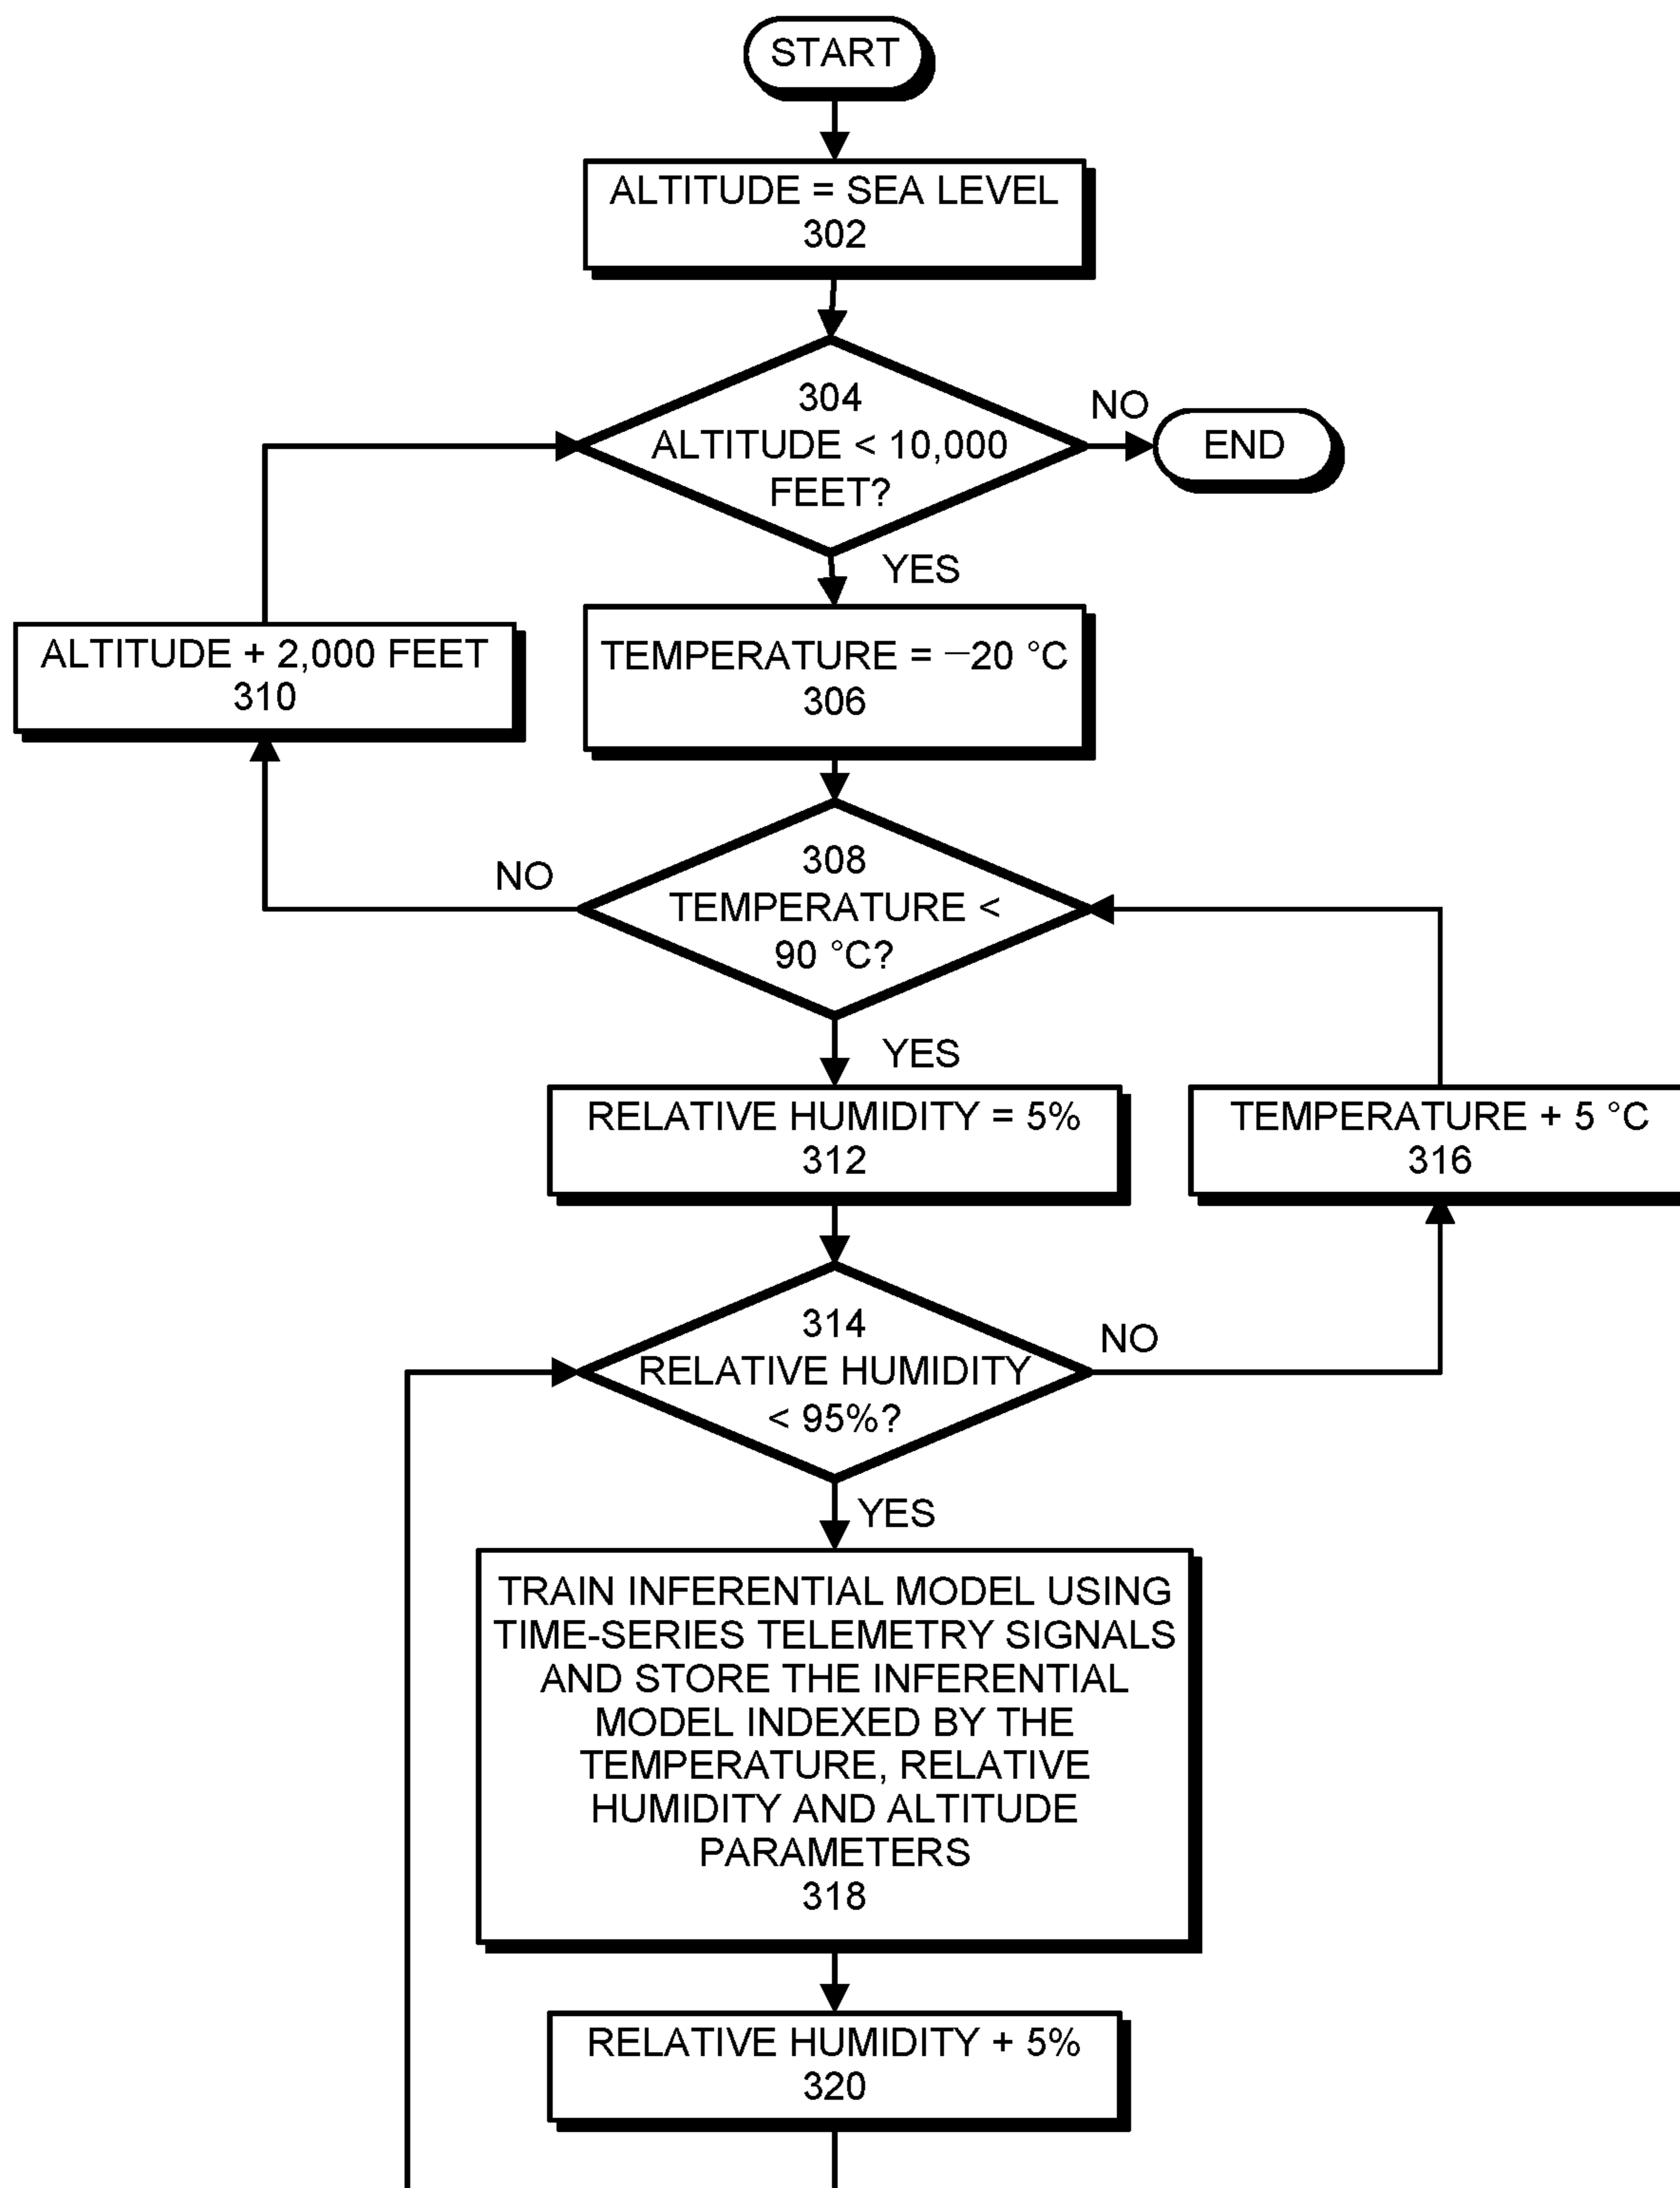 START
ALTITUDE = SEA LEVEL
302
304
ALTITUDE < 10,000
FEET?
NO
END
YES
ALTITUDE + 2,000 FEET
310
TEMPERATURE = —20 °C
306
308
TEMPERATURE <
90 °C?
NO
YES
RELATIVE HUMIDITY = 5%
312
TEMPERATURE + 5 °C
316
314
RELATIVE HUMIDITY
< 95%?
NO
YES
TRAIN INFERENTIAL MODEL USING
TIME-SERIES TELEMETRY SIGNALS
AND STORE THE INFERENTIAL
MODEL INDEXED BY THE
TEMPERATURE, RELATIVE
HUMIDITY AND ALTITUDE
PARAMETERS
318
RELATIVE HUMIDITY + 5%
320